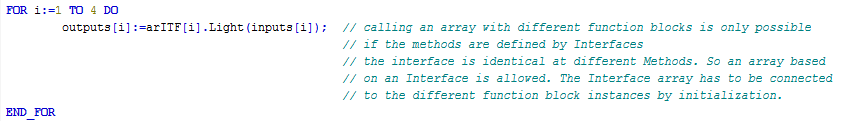 FOR i:=1 TO 4 DO
outputs[i]:=arITF[i].Light(inputs[i]);  // calling an array with different function blocks is only possible
// if the methods are defined by Interfaces
// the interface is identical at different Methods. So an array based
// on an Interface is allowed. The Interface array has to be connected
// to the different function block instances by initialization.
END_FOR